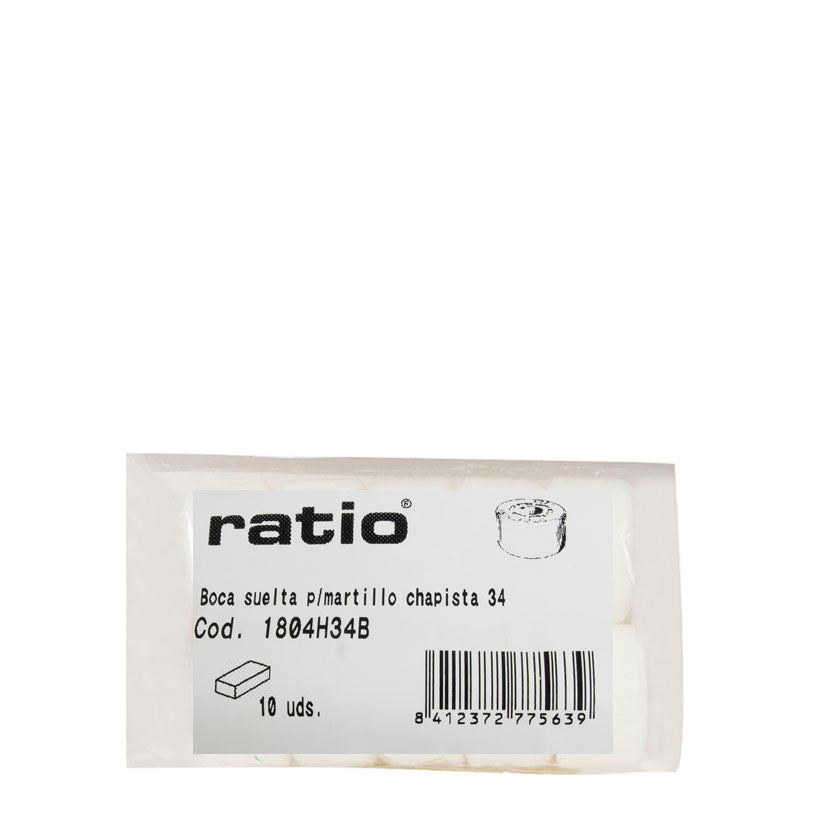 ratio®
Boca suelta p/martillo chapista 34
Cod. 1804H34B
10 uds.
8 412372 775639